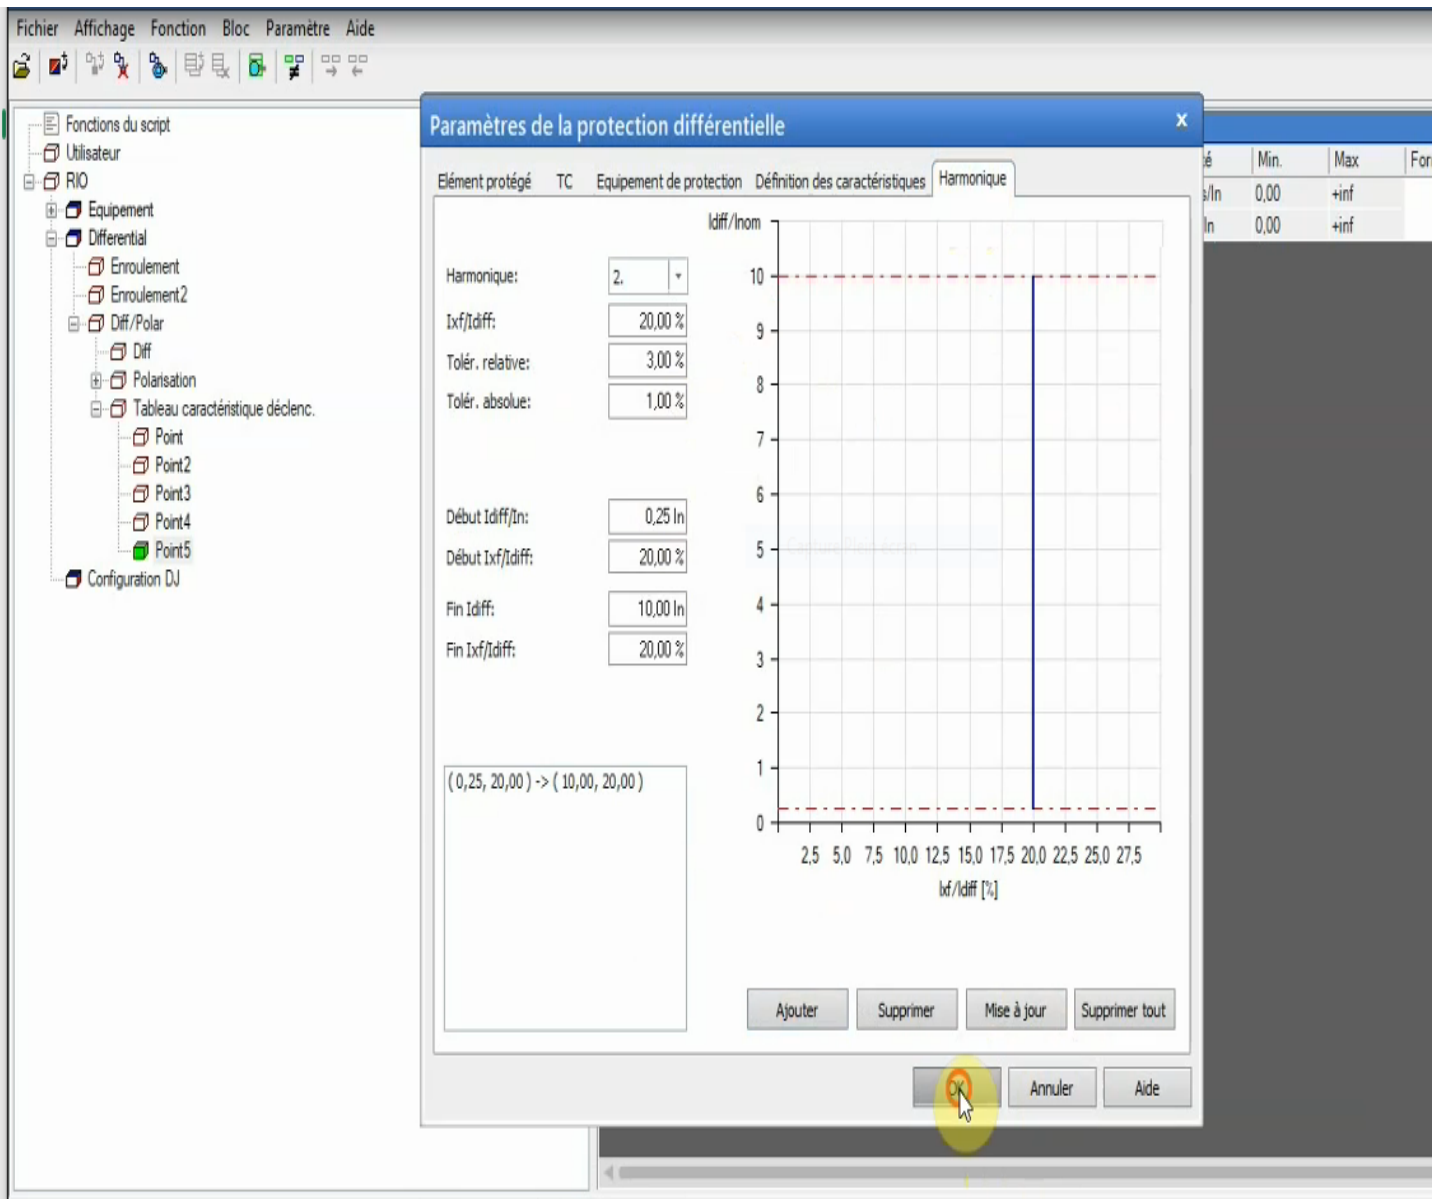 Fichier Affichage Fonction Bloc Paramètre Aide
Fonctions du script
Utilisateur
RIO
Equipement
Differential
Enroulement
Enroulement2
Diff/Polar
Diff
Polarisation
Tableau caractéristique déclenc.
Point
Point2
Point3
Point4
Point5
Configuration DJ
Paramètres de la protection différentielle
Elément protégé TC Equipement de protection Définition des caractéristiques Harmonique
Harmonique: 2.
Ixf/Idiff: 20,00 %
Tolér. relative: 3,00 %
Tolér. absolue: 1,00 %
Début Idiff/In: 0,25 In
Début Ixf/Idiff: 20,00 %
Fin Idiff: 10,00 In
Fin Ixf/Idiff: 20,00 %
( 0,25, 20,00 ) -> ( 10,00, 20,00 )
Idiff/Inom
10
9
8
7
6
5
4
3
2
1
0
2,5 5,0 7,5 10,0 12,5 15,0 17,5 20,0 22,5 25,0 27,5
Ixf/Idiff [%]
Ajouter Supprimer Mise à jour Supprimer tout
OK Annuler Aide
Min. Max
0,00 +inf
0,00 +inf